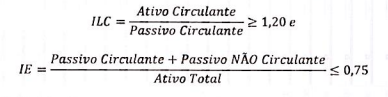 ILC = Ativo Circulante / Passivo Circulante ≥ 1,20 e
IE = Passivo Circulante + Passivo NÃO Circulante / Ativo Total ≤ 0,75